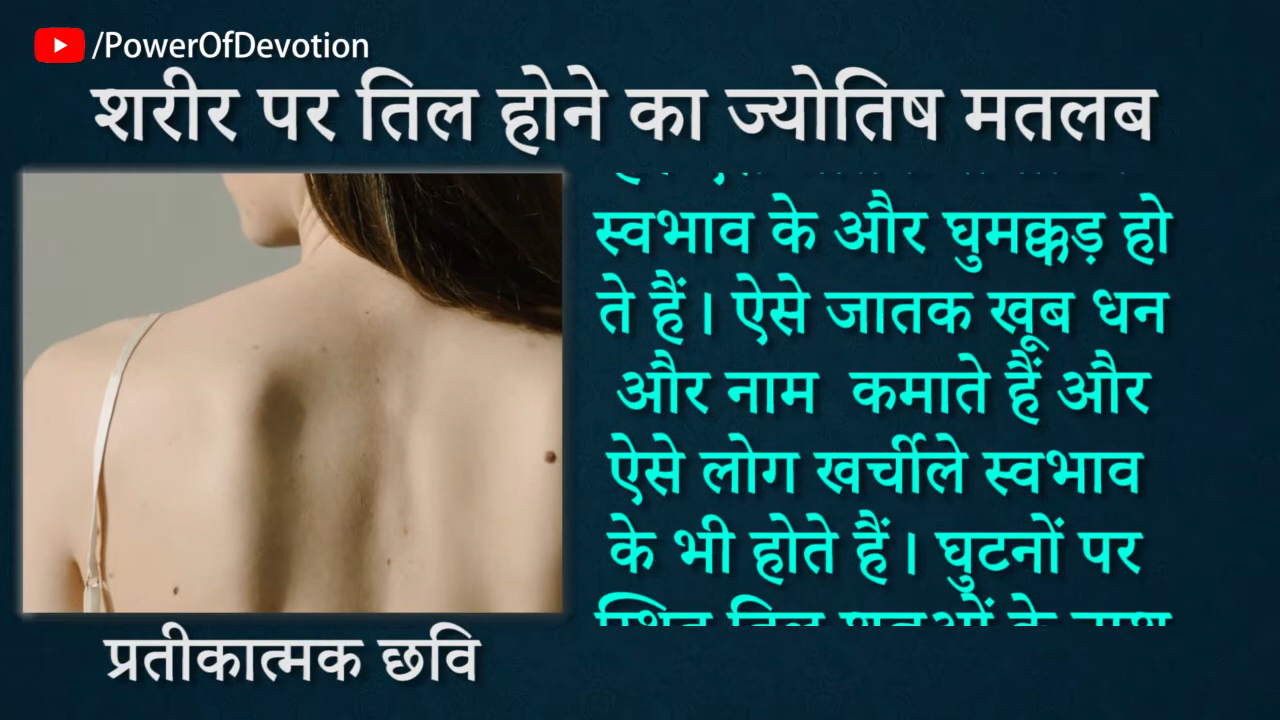 /PowerOfDevotion
शरीर पर तिल होने का ज्योतिष मतलब
स्वभाव के और घुमक्कड़ हो
ते हैं। ऐसे जातक खूब धन
और नाम कमाते हैं और
ऐसे लोग खर्चीले स्वभाव
के भी होते हैं। घुटनों पर
प्रतीकात्मक छवि